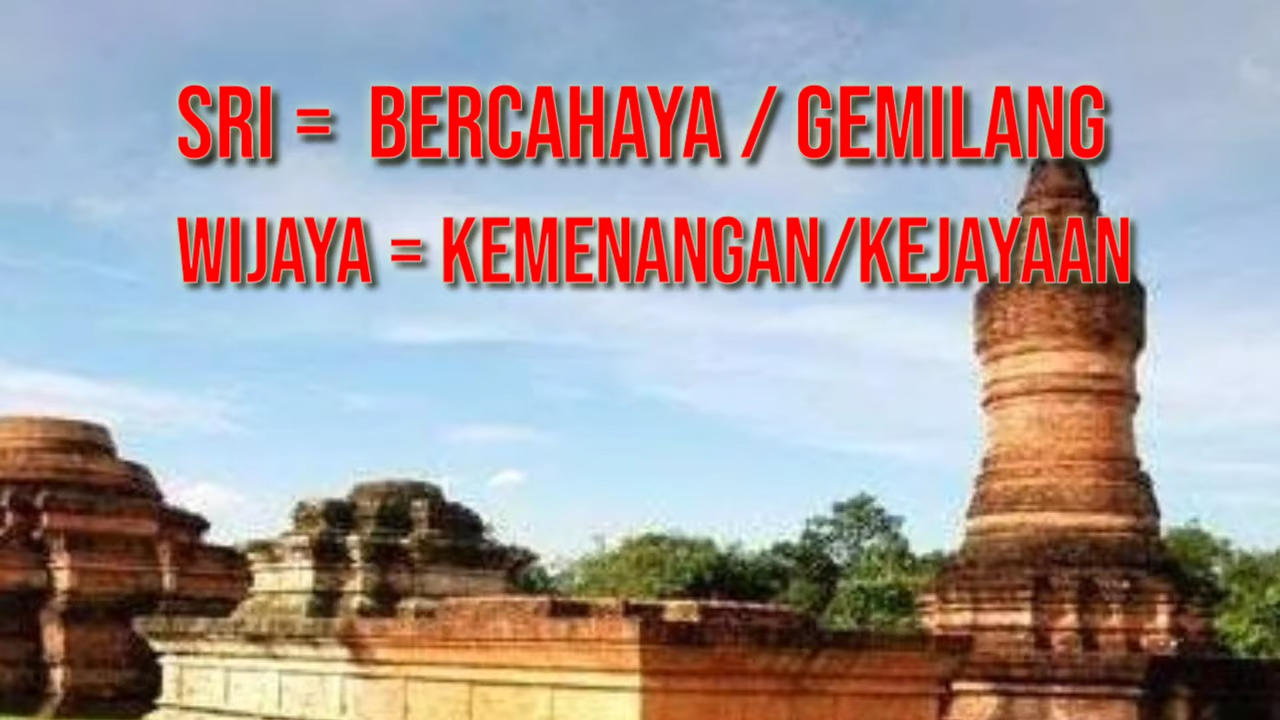 SRI = BERCAHAYA / GEMILANG
WIJAYA = KEMENANGAN/KEJAYAAN